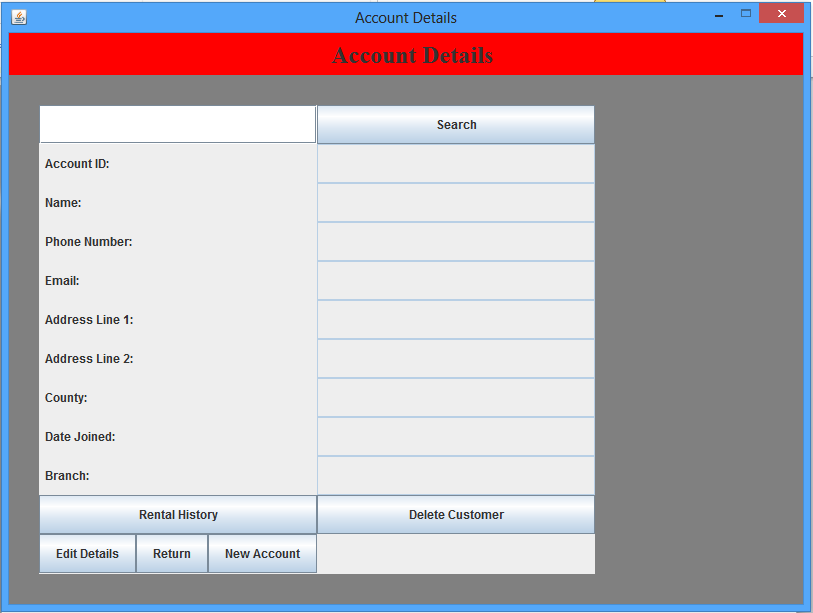 Account Details
Account Details
Search
Account ID:
Name:
Phone Number:
Email:
Address Line 1:
Address Line 2:
County:
Date Joined:
Branch:
Rental History Delete Customer
Edit Details Return New Account